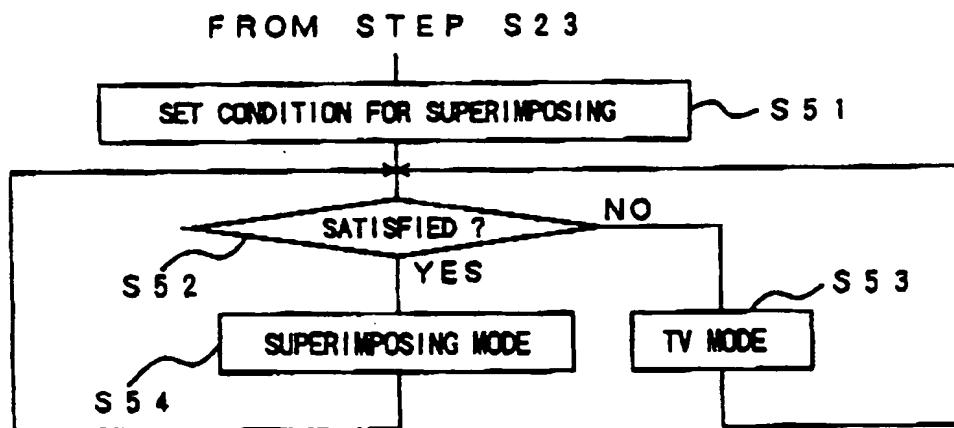 FROM STEP S23
SET CONDITION FOR SUPERIMPOSING
S51
SATISFIED ?
NO
S52
YES
S53
SUPERIMPOSING MODE
TV MODE
S54